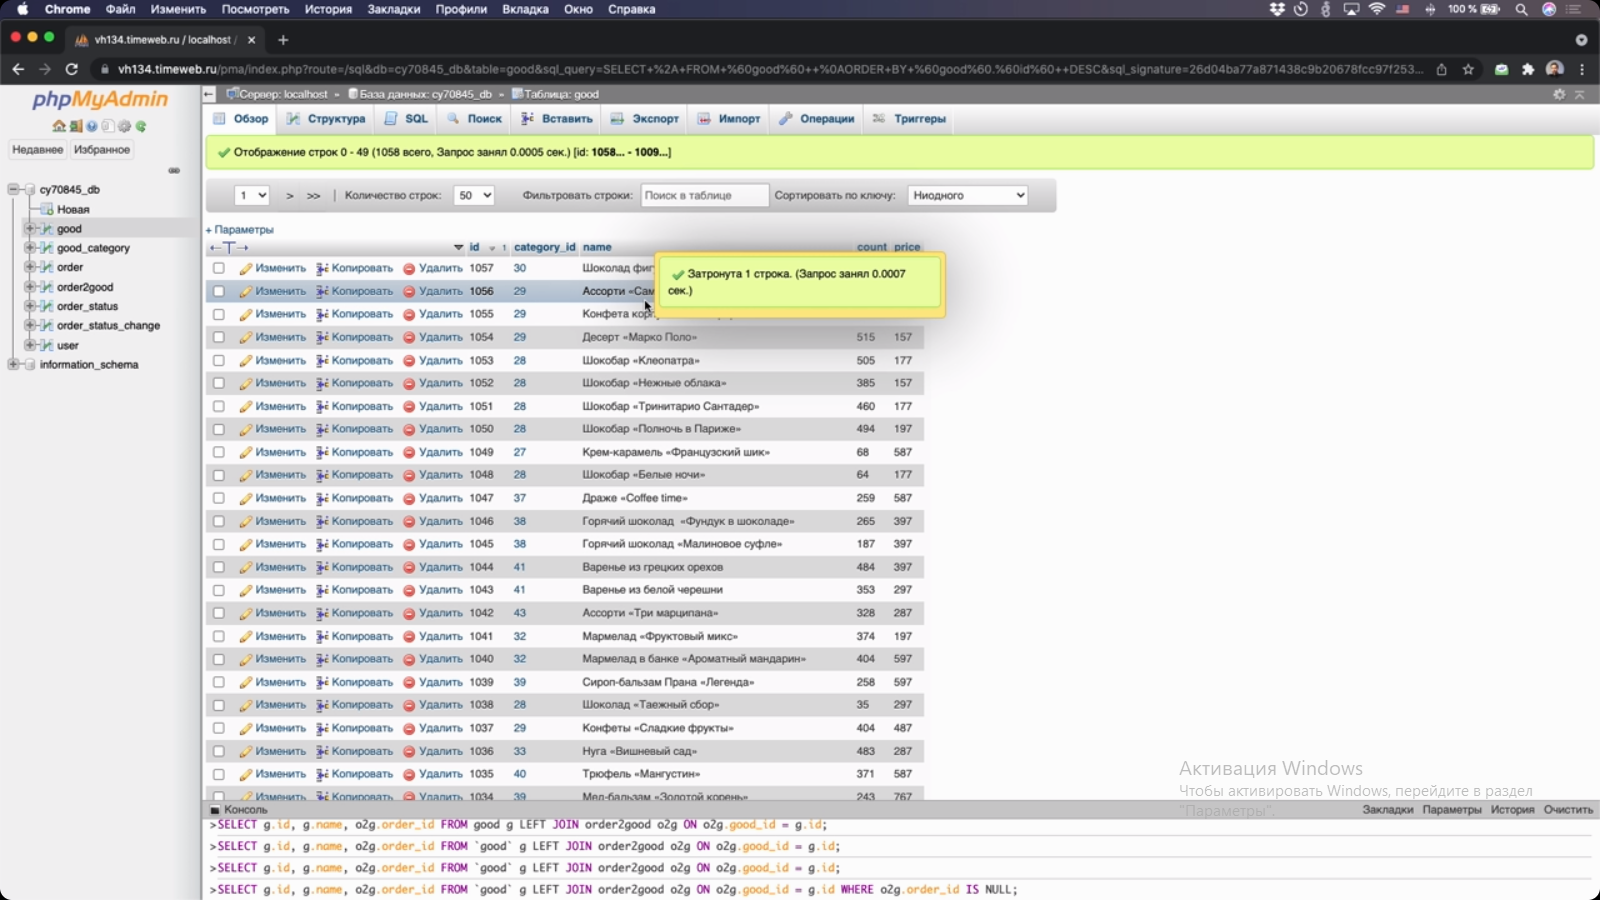 Chrome Файл Изменить Посмотреть История Закладки Профили Вкладка Окно Справка 100 %
vh134.timeweb.ru / localhost /
vh134.timeweb.ru/pma/index.php?route=/sql&db=cy70845_db&table=good&sql_query=SELECT+%2A+FROM+%60good%60++%0AORDER+BY+%60good%60.%60id%60++DESC&sql_signature=26d04ba77a871438c9b20678fcc97f253...
phpMyAdmin
Недавнее Избранное
cy70845_db
Новая
good
good_category
order
order2good
order_status
order_status_change
user
information_schema
Сервер: localhost » База данных: cy70845_db » Таблица: good
Обзор Структура SQL Поиск Вставить Экспорт Импорт Операции Триггеры
Отображение строк 0 - 49 (1058 всего, Запрос занял 0.0005 сек.) [id: 1058... - 1009...]
1 > >> | Количество строк: 50 Фильтровать строки: Поиск в таблице Сортировать по ключу: Ниодного
+ Параметры
←T→ id 1 category_id name count price
Изменить Копировать Удалить 1057 30 Шоколад
Изменить Копировать Удалить 1056 29 Ассорти
Изменить Копировать Удалить 1055 29 Конфета
Затронута 1 строка. (Запрос занял 0.0007
сек.)
Изменить Копировать Удалить 1054 29 Десерт «Марко Поло» 515 157
Изменить Копировать Удалить 1053 28 Шокобар «Клеопатра» 505 177
Изменить Копировать Удалить 1052 28 Шокобар «Нежные облака» 385 157
Изменить Копировать Удалить 1051 28 Шокобар «Тринитарио Сантадер» 460 177
Изменить Копировать Удалить 1050 28 Шокобар «Полночь в Париже» 494 197
Изменить Копировать Удалить 1049 27 Крем-карамель «Французский шик» 68 587
Изменить Копировать Удалить 1048 28 Шокобар «Белые ночи» 64 177
Изменить Копировать Удалить 1047 37 Драже «Coffee time» 259 587
Изменить Копировать Удалить 1046 38 Горячий шоколад «Фундук в шоколаде» 265 397
Изменить Копировать Удалить 1045 38 Горячий шоколад «Малиновое суфле» 187 397
Изменить Копировать Удалить 1044 41 Варенье из грецких орехов 484 397
Изменить Копировать Удалить 1043 41 Варенье из белой черешни 353 297
Изменить Копировать Удалить 1042 43 Ассорти «Три марципана» 328 287
Изменить Копировать Удалить 1041 32 Мармелад «Фруктовый микс» 374 197
Изменить Копировать Удалить 1040 32 Мармелад в банке «Ароматный мандарин» 404 597
Изменить Копировать Удалить 1039 39 Сироп-бальзам Прана «Легенда» 258 597
Изменить Копировать Удалить 1038 28 Шоколад «Таежный сбор» 35 297
Изменить Копировать Удалить 1037 29 Конфеты «Сладкие фрукты» 404 487
Изменить Копировать Удалить 1036 33 Нуга «Вишневый сад» 483 287
Изменить Копировать Удалить 1035 40 Трюфель «Мангустин» 371 587
Изменить Копировать Удалить 1034 39 Мед-бальзам «Золотой корень» 243 767
Активация Windows
Чтобы активировать Windows, перейдите в раздел
"Параметры".
Консоль Закладки Параметры История Очистить
>SELECT g.id, g.name, o2g.order_id FROM good g LEFT JOIN order2good o2g ON o2g.good_id = g.id;
>SELECT g.id, g.name, o2g.order_id FROM `good` g LEFT JOIN order2good o2g ON o2g.good_id = g.id;
>SELECT g.id, g.name, o2g.order_id FROM `good` g LEFT JOIN order2good o2g ON o2g.good_id = g.id;
>SELECT g.id, g.name, o2g.order_id FROM `good` g LEFT JOIN order2good o2g ON o2g.good_id = g.id WHERE o2g.order_id IS NULL;